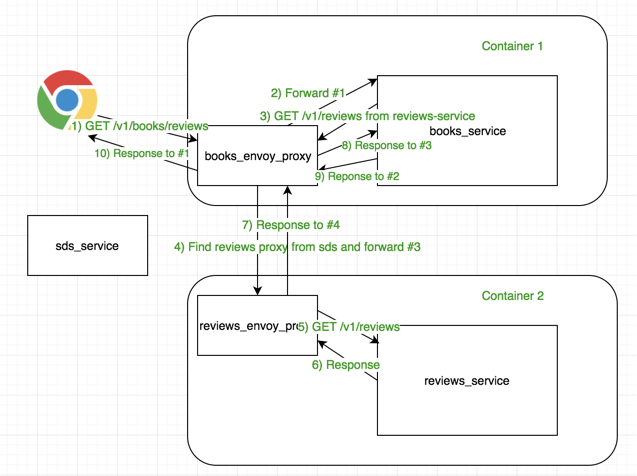 Container 1
2) Forward #1
3) GET /v1/reviews from reviews-service
1) GET /v1/books/reviews
books_service
8) Response to #3
10) Response to #1
books_envoy_proxy
9) Reponse to #2
7) Response to #4
sds_service
4) Find reviews proxy from sds and forward #3
Container 2
reviews_envoy_pro
5) GET /v1/reviews
6) Response
reviews_service